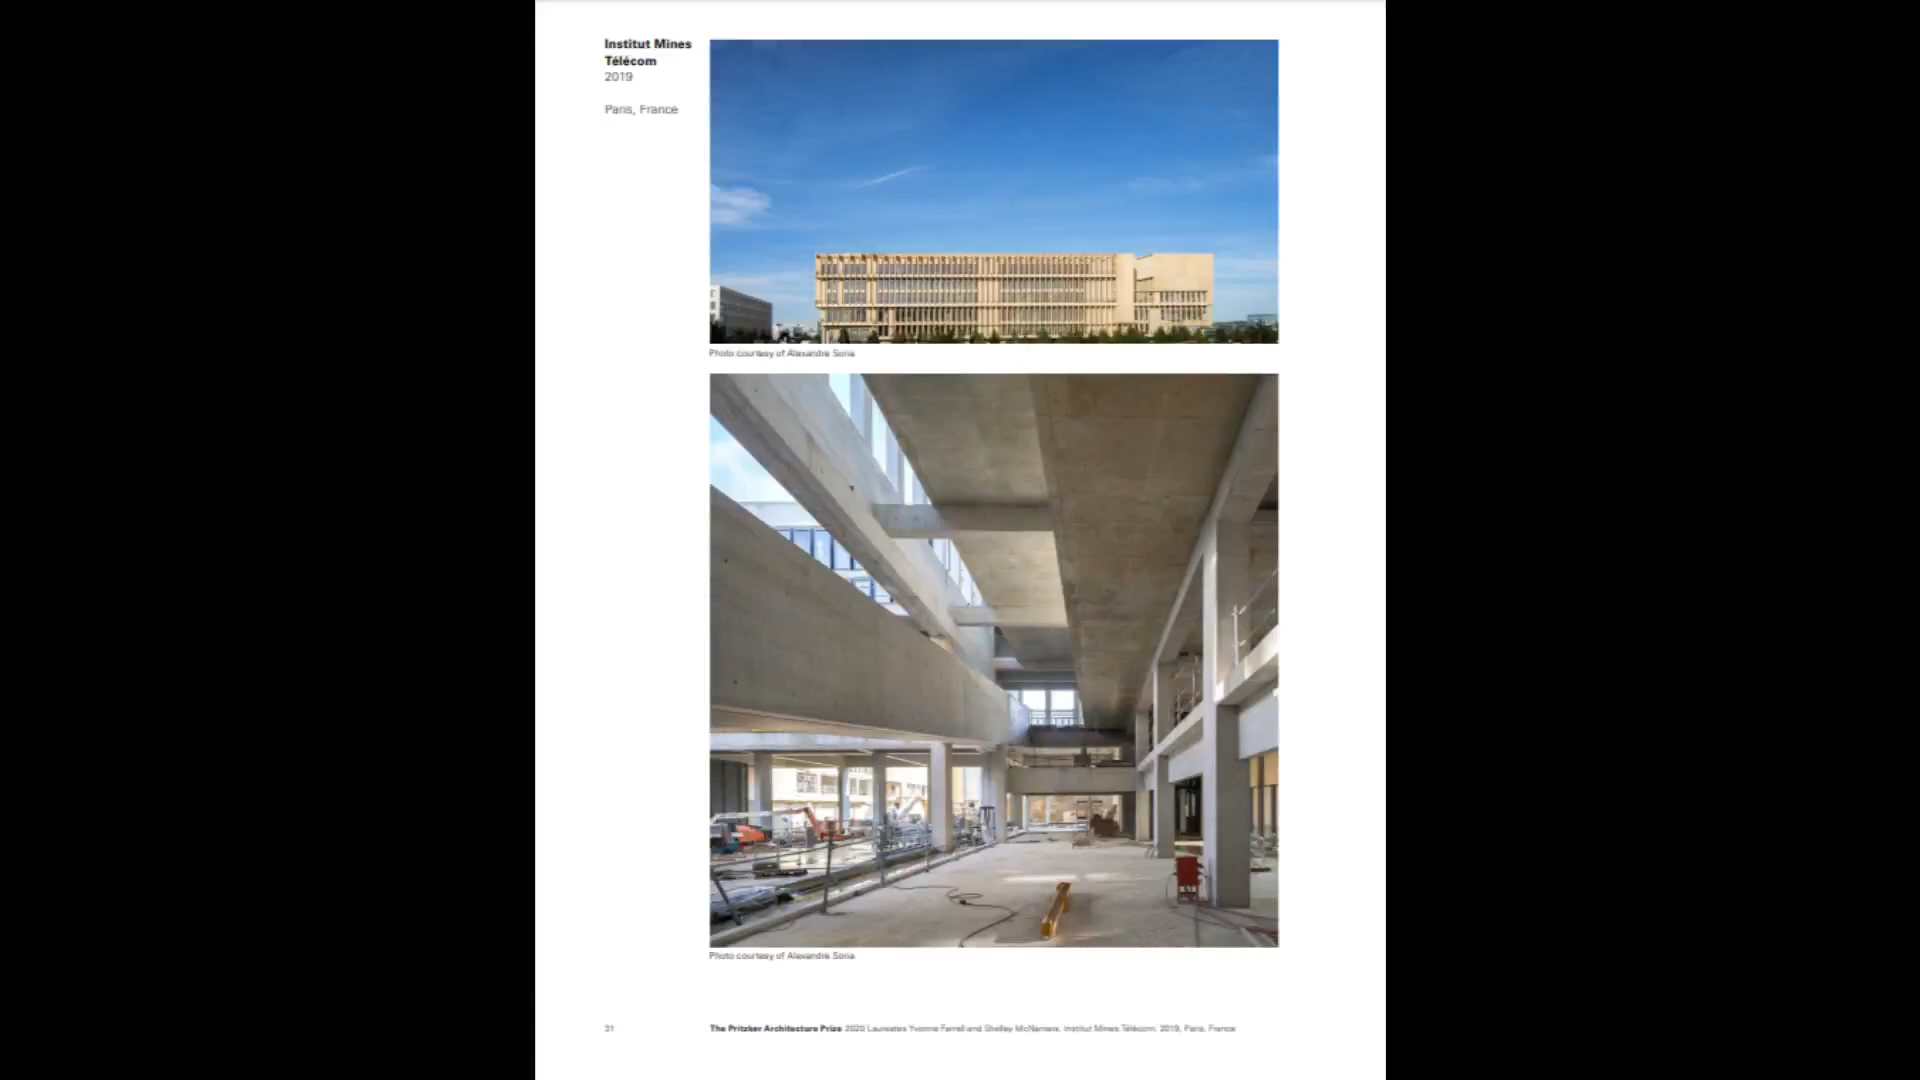 Institut Mines
Télécom
2019
Paris, France
Photo courtesy of Alexandre Soria
Photo courtesy of Alexandre Soria
31
The Pritzker Architecture Prize 2020 Laureates Yvonne Farrell and Shelley McNamara, Institut Mines Télécom, 2019, Paris, France